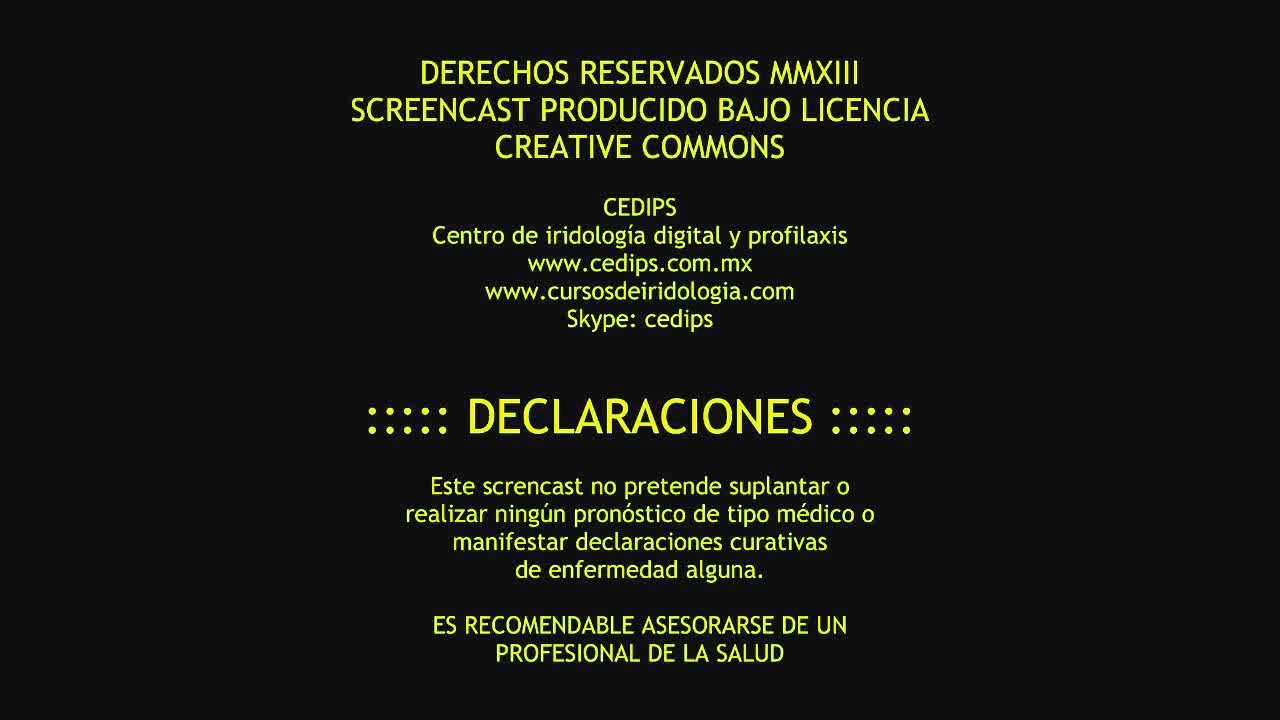 DERECHOS RESERVADOS MMXIII
SCREENCAST PRODUCIDO BAJO LICENCIA
CREATIVE COMMONS
CEDIPS
Centro de iridología digital y profilaxis
www.cedips.com.mx
www.cursosdeiridologia.com
Skype: cedips
::::: DECLARACIONES :::::
Este screncast no pretende suplantar o
realizar ningún pronóstico de tipo médico o
manifestar declaraciones curativas
de enfermedad alguna.
ES RECOMENDABLE ASESORARSE DE UN
PROFESIONAL DE LA SALUD